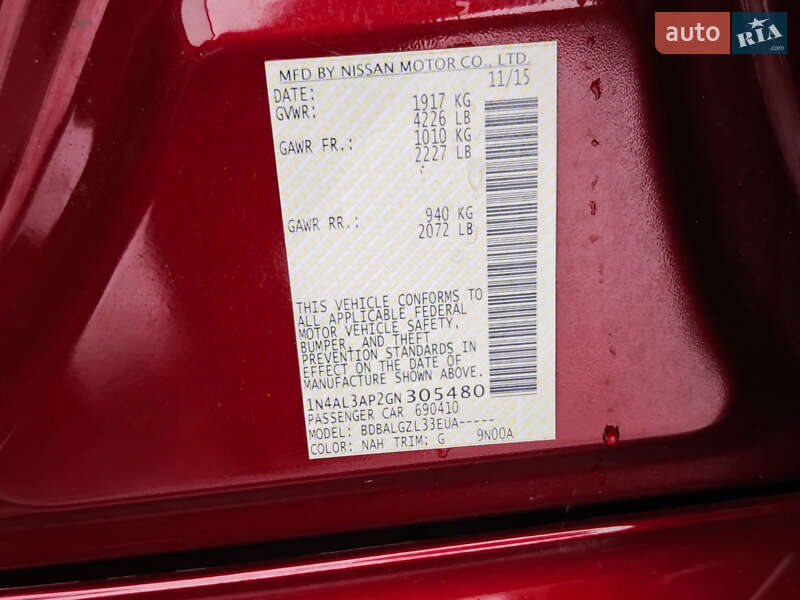 auto RIA .com
MFD BY NISSAN MOTOR CO., LTD.
DATE: 11/15
GVWR: 1917 KG
4226 LB
GAWR FR.: 1010 KG
2227 LB
GAWR RR.: 940 KG
2072 LB
THIS VEHICLE CONFORMS TO
ALL APPLICABLE FEDERAL
MOTOR VEHICLE SAFETY,
BUMPER, AND THEFT
PREVENTION STANDARDS IN
EFFECT ON THE DATE OF
MANUFACTURE SHOWN ABOVE.
1N4AL3AP2GN305480
PASSENGER CAR 690410
MODEL: BDBALGZL33EUA-----
COLOR: NAH TRIM: G 9N00A